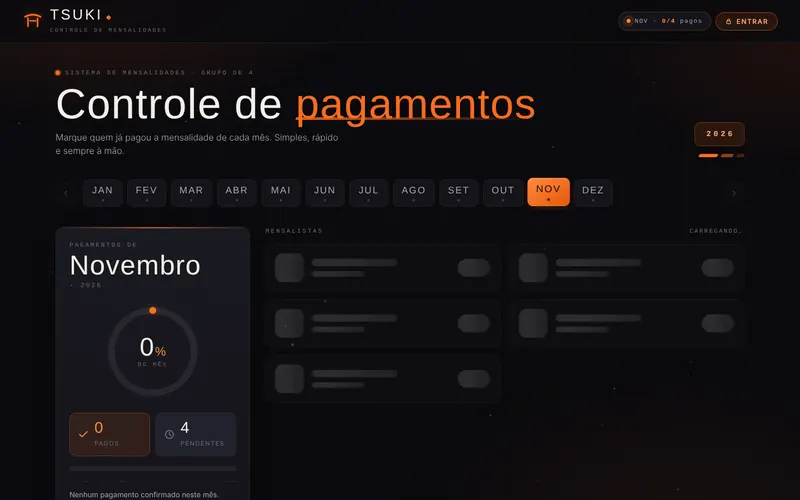 TSUKI
CONTROLE DE MENSALIDADES
NOV · 0/4 pagos
ENTRAR
SISTEMA DE MENSALIDADES · GRUPO DE 4
Controle de pagamentos
Marque quem já pagou a mensalidade de cada mês. Simples, rápido
e sempre à mão.
2026
JAN FEV MAR ABR MAI JUN JUL AGO SET OUT NOV DEZ
PAGAMENTOS DE
Novembro
· 2026
0%
DO MÊS
0
PAGOS
4
PENDENTES
Nenhum pagamento confirmado neste mês.
MENSALISTAS
CARREGANDO…